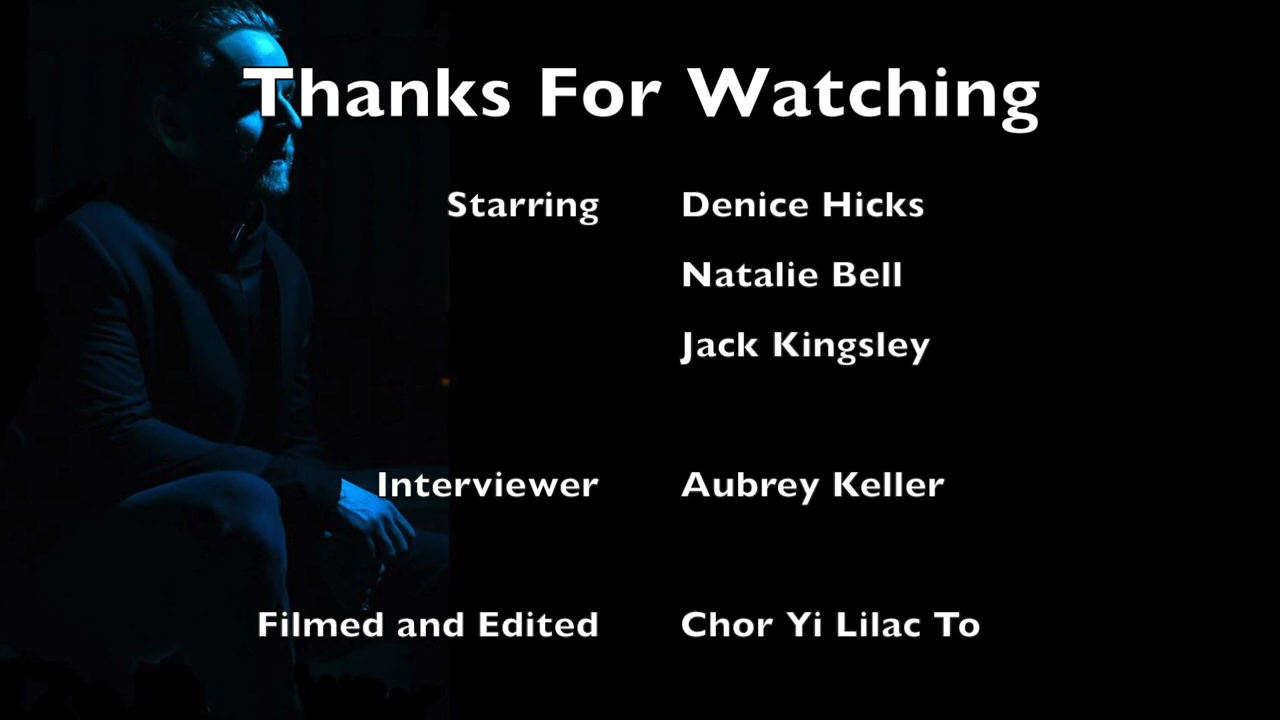 Thanks For Watching
Starring Denice Hicks
Natalie Bell
Jack Kingsley
Interviewer Aubrey Keller
Filmed and Edited Chor Yi Lilac To